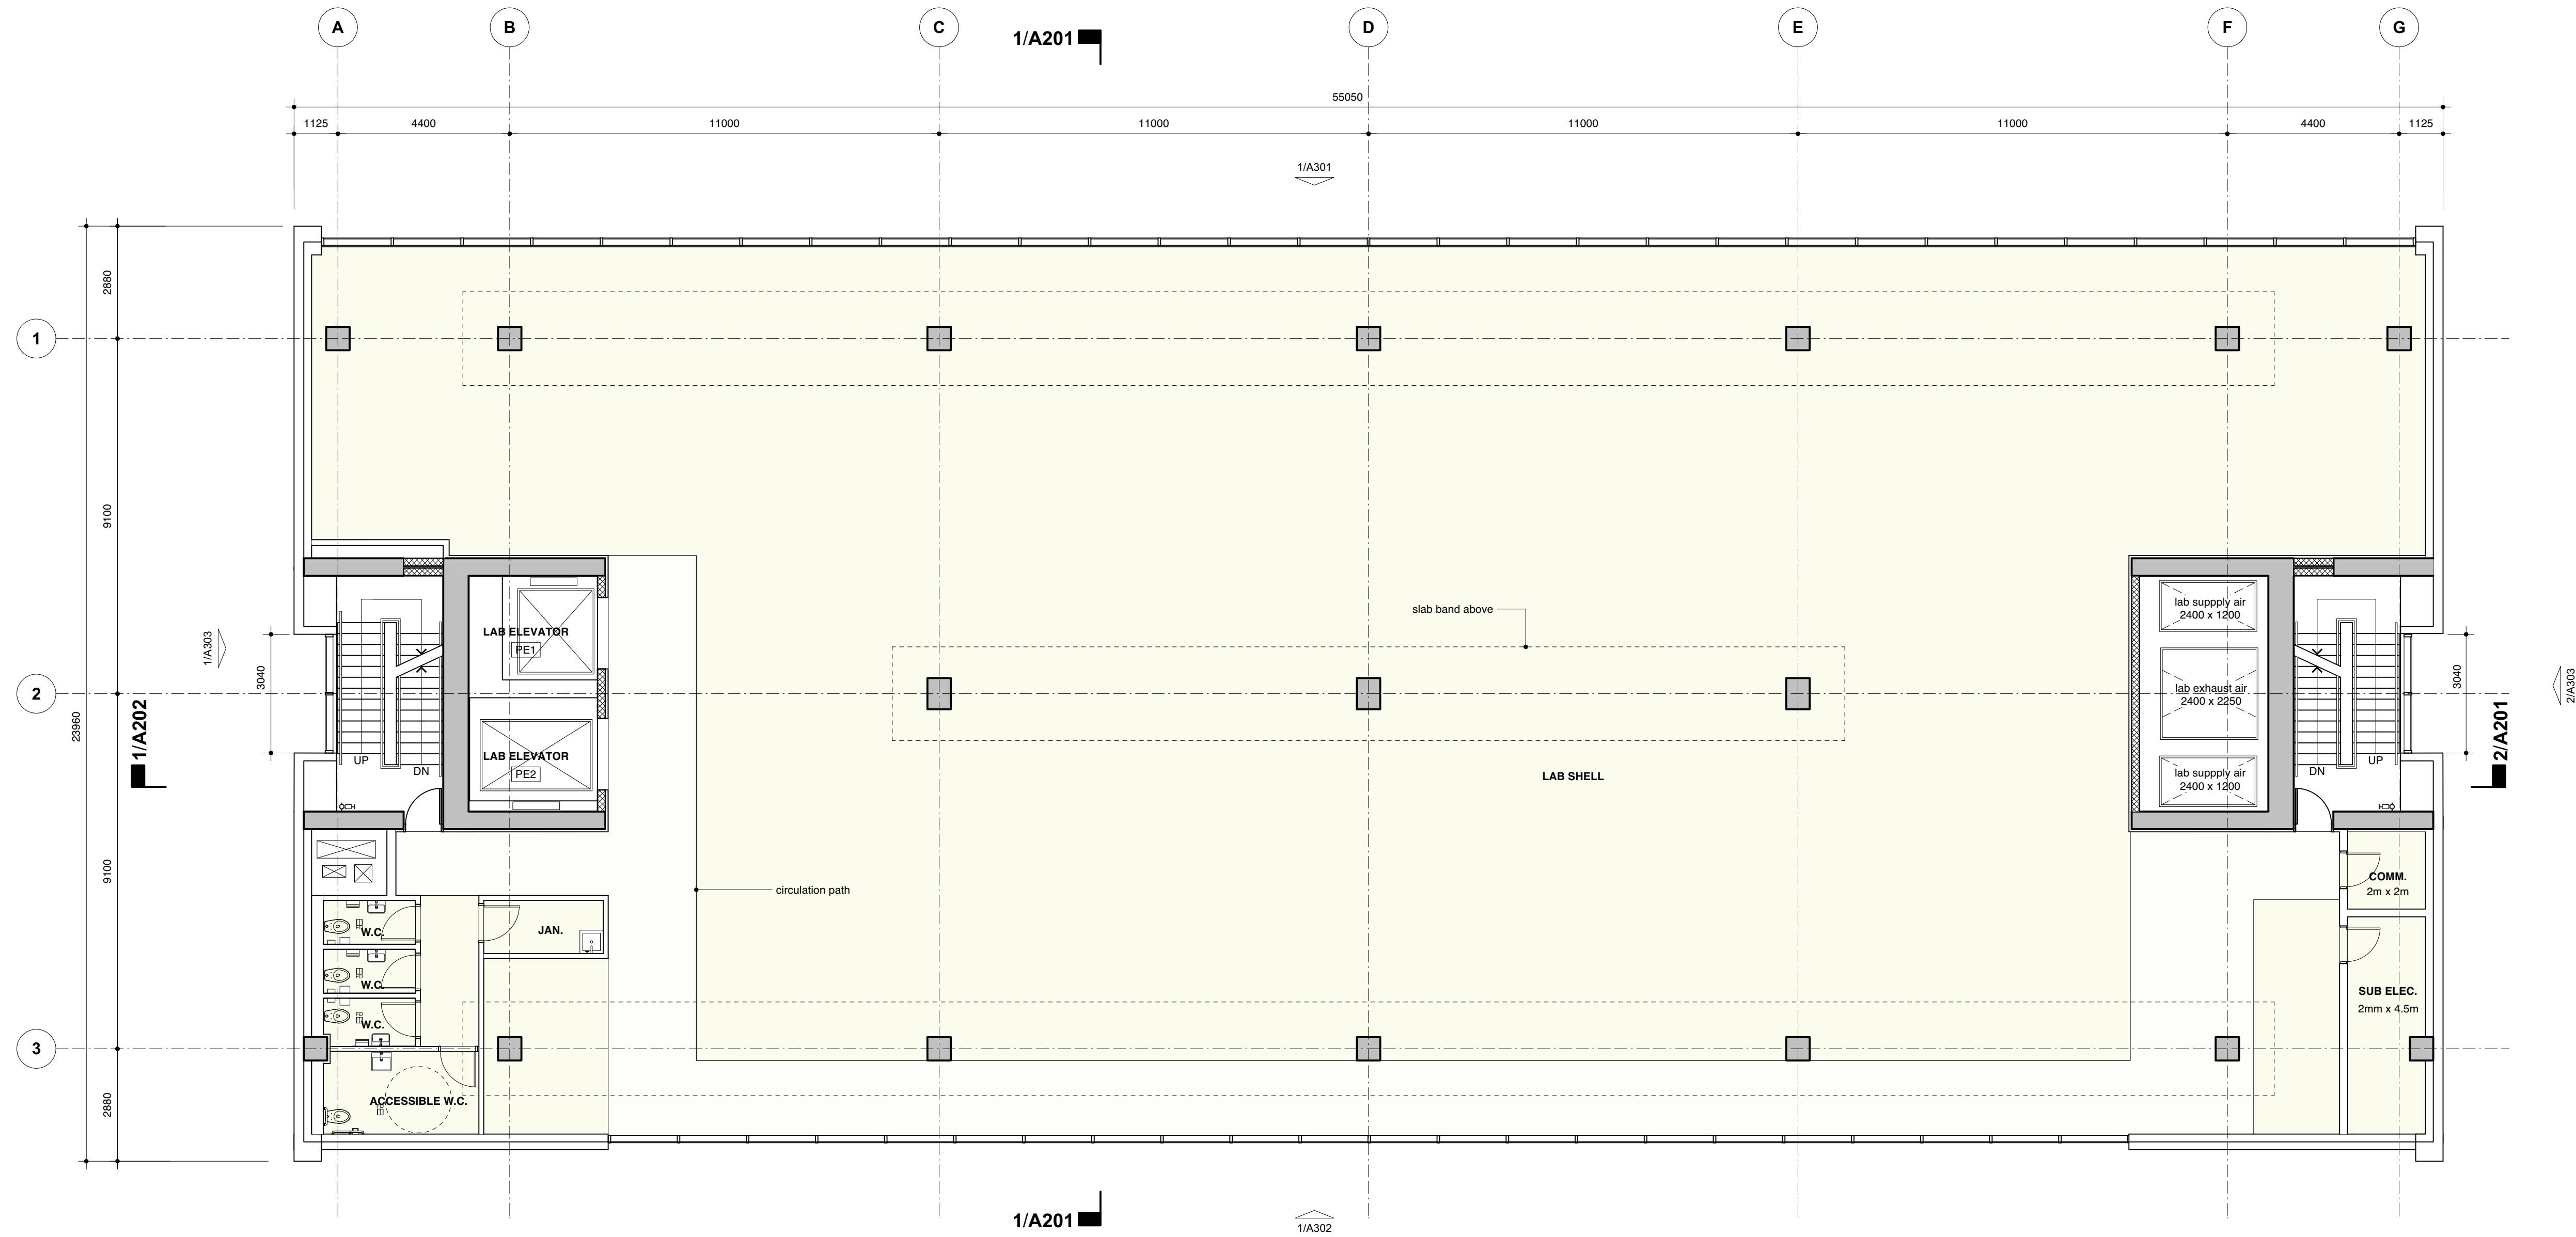 A B C D E F G
1/A201
55050
1125 4400 11000 11000 11000 11000 4400 1125
1/A301
2880
1
9100
slab band above
LAB ELEVATOR
PE1
lab suppply air
2400 x 1200
1/A303
3040
2
lab exhaust air
2400 x 2250
3040
2/A303
23960
1/A202
2/A201
LAB ELEVATOR
PE2
UP
DN
LAB SHELL
lab suppply air
2400 x 1200
DN
UP
9100
circulation path
COMM.
2m x 2m
W.C.
JAN.
W.C.
SUB ELEC.
2mm x 4.5m
W.C.
3
2880
ACCESSIBLE W.C.
1/A201
1/A302